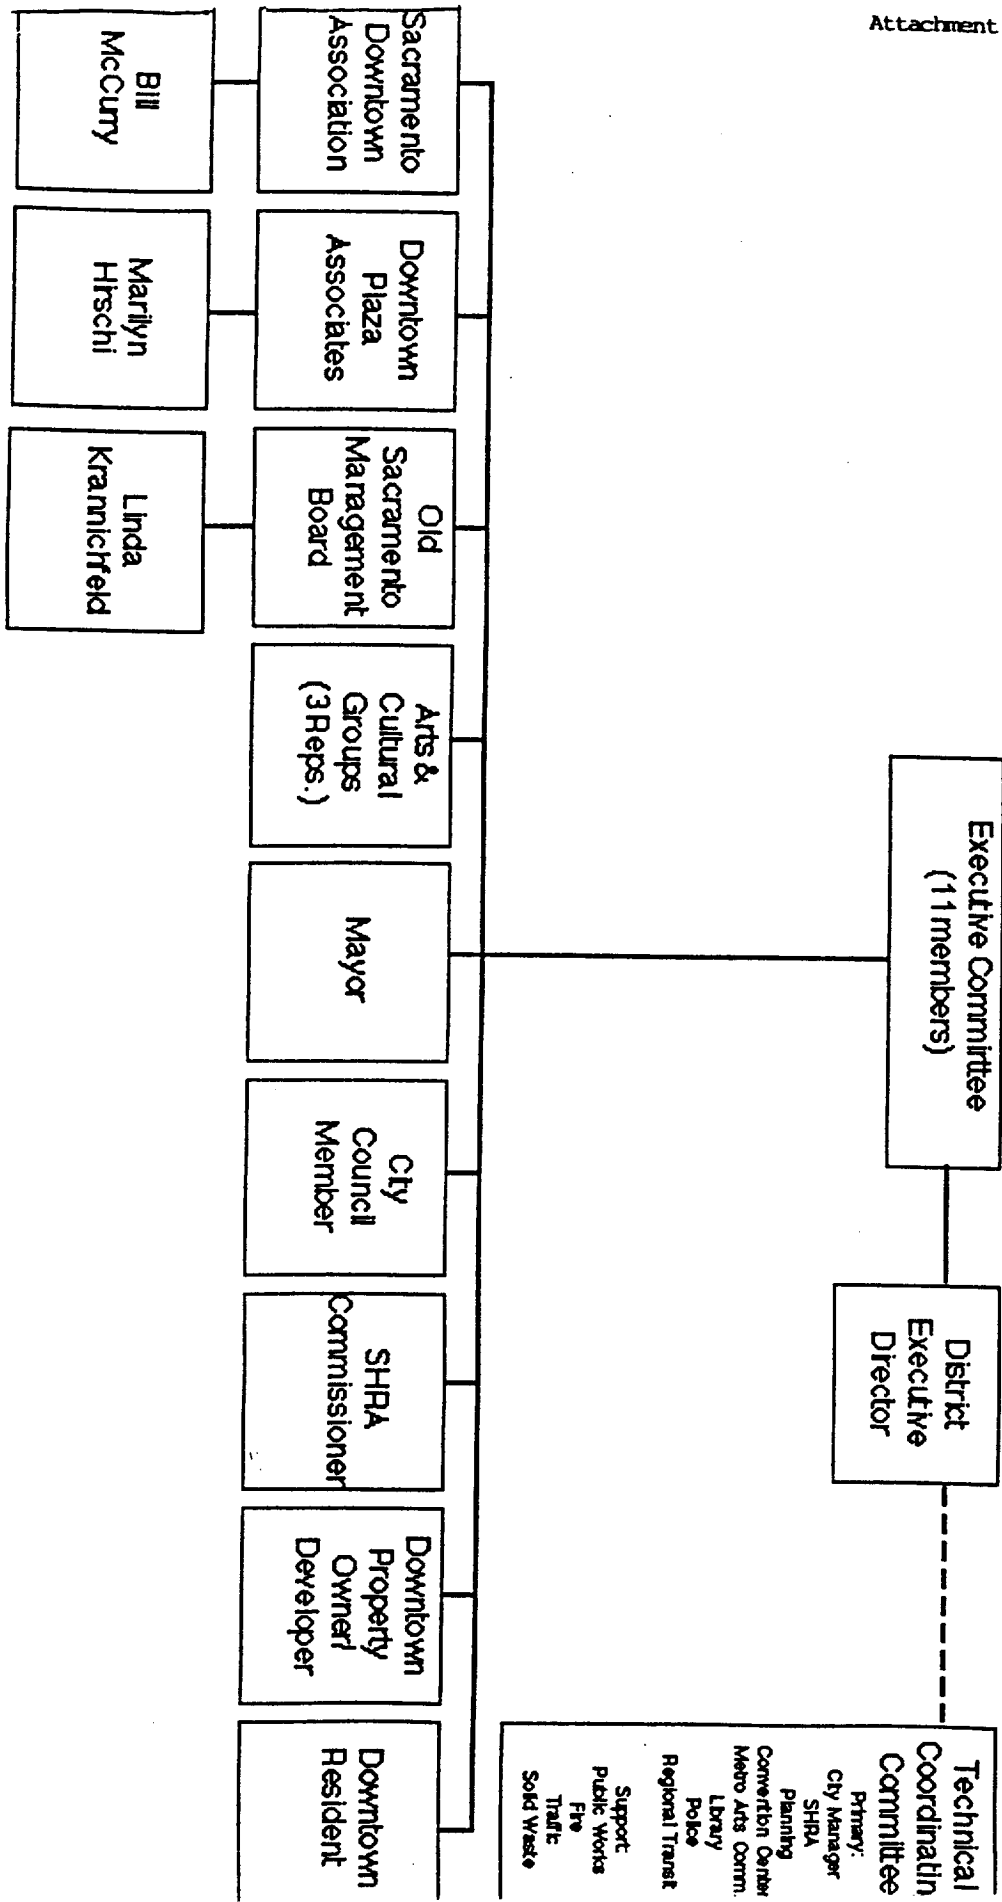 Attachment
Executive Committee
(11 members)
District
Executive
Director
Technical
Coordinatin
Committee
Primary:
City Manager
SHRA
Planning
Convention Center
Metro Arts Comm.
Library
Police
Regional Transit
Support
Public Works
Fire
Traffic
Solid Waste
Sacramento
Downtown
Association
Downtown
Plaza
Associates
Old
Sacramento
Management
Board
Arts &
Cultural
Groups
(3 Reps.)
Mayor
City
Council
Member
SHRA
Commissioner
Downtown
Property
Owner/
Developer
Downtown
Resident
Bill
McCurry
Marilyn
Hirschi
Linda
Krannichfeld